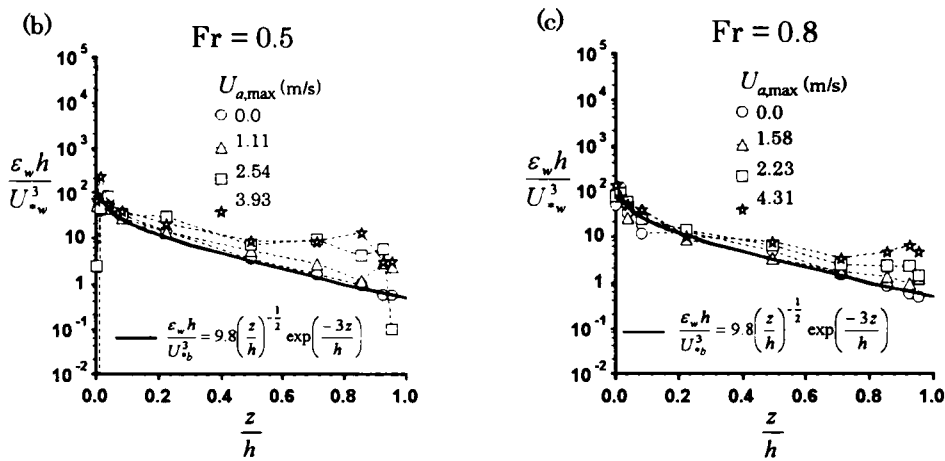 (b)
Fr = 0.5
10^5
10^4
10^3
10^2
10
1
10^-1
10^-2
ε_w h / U^3_*w
U_a,max (m/s)
0.0
1.11
2.54
3.93
ε_w h / U^3_*b = 9.8 (z/h)^-1/2 exp(-3z/h)
0.0 0.2 0.4 0.6 0.8 1.0
z/h
(c)
Fr = 0.8
10^5
10^4
10^3
10^2
10
1
10^-1
10^-2
ε_w h / U^3_*w
U_a,max (m/s)
0.0
1.58
2.23
4.31
ε_w h / U^3_*b = 9.8 (z/h)^-1/2 exp(-3z/h)
0.0 0.2 0.4 0.6 0.8 1.0
z/h